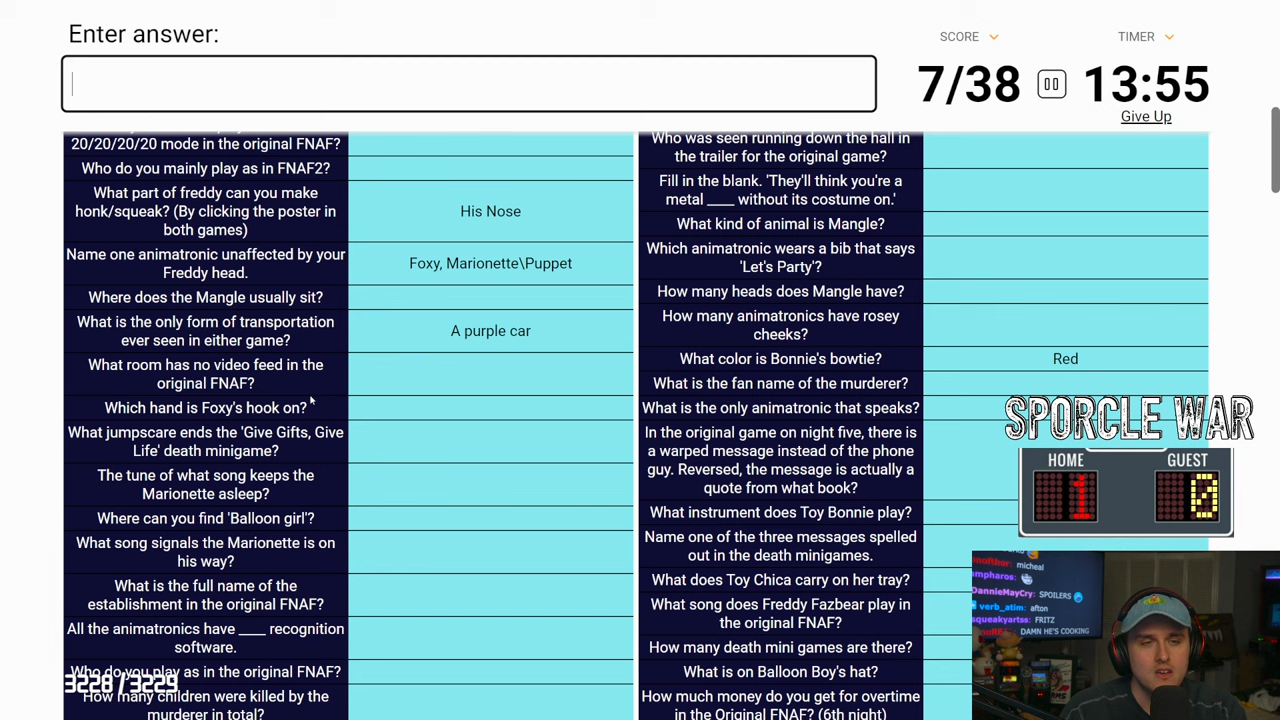 Enter answer:
SCORE
TIMER
7/38
13:55
Give Up
20/20/20/20 mode in the original FNAF?
Who do you mainly play as in FNAF2?
What part of freddy can you make
honk/squeak? (By clicking the poster in
both games)
His Nose
Name one animatronic unaffected by your
Freddy head.
Foxy, Marionette\Puppet
Where does the Mangle usually sit?
What is the only form of transportation
ever seen in either game?
A purple car
What room has no video feed in the
original FNAF?
Which hand is Foxy's hook on?
What jumpscare ends the 'Give Gifts, Give
Life' death minigame?
The tune of what song keeps the
Marionette asleep?
Where can you find 'Balloon girl'?
What song signals the Marionette is on
his way?
What is the full name of the
establishment in the original FNAF?
All the animatronics have ____ recognition
software.
Who do you play as in the original FNAF?
How many children were killed by the
murderer in total?
3228 / 3229
Who was seen running down the hall in
the trailer for the original game?
Fill in the blank. 'They'll think you're a
metal ____ without its costume on.'
What kind of animal is Mangle?
Which animatronic wears a bib that says
'Let's Party'?
How many heads does Mangle have?
How many animatronics have rosey
cheeks?
What color is Bonnie's bowtie?
Red
What is the fan name of the murderer?
What is the only animatronic that speaks?
In the original game on night five, there is
a warped message instead of the phone
guy. Reversed, the message is actually a
quote from what book?
What instrument does Toy Bonnie play?
Name one of the three messages spelled
out in the death minigames.
What does Toy Chica carry on her tray?
What song does Freddy Fazbear play in
the original FNAF?
How many death mini games are there?
What is on Balloon Boy's hat?
How much money do you get for overtime
in the Original FNAF? (6th night)
SPORCLE WAR
HOME
GUEST
1
0
micheal
DannieMayCry: SPOILERS
verb_atim: afton
squeakyartss: FRITZ
DAMN HE'S COOKING